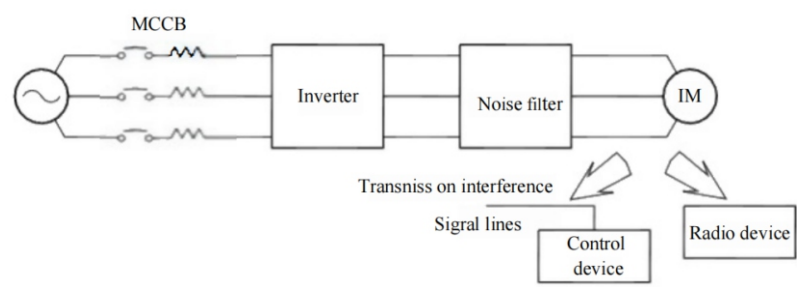 MCCB
Inverter
Noise filter
IM
Transniss on interference
Sigral lines
Control
device
Radio device